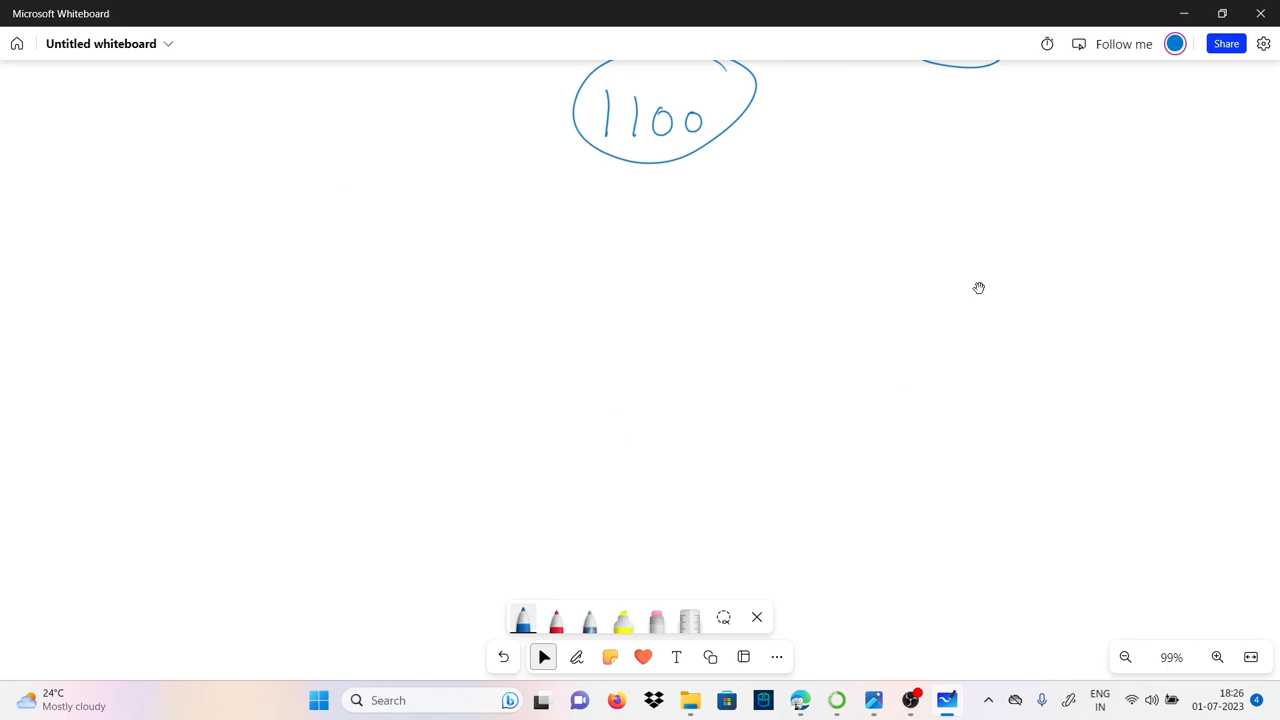 Microsoft Whiteboard
Untitled whiteboard
Follow me
Share
1100
99%
24°C
Mostly cloudy
Search
ENG
IN
18:26
01-07-2023
4